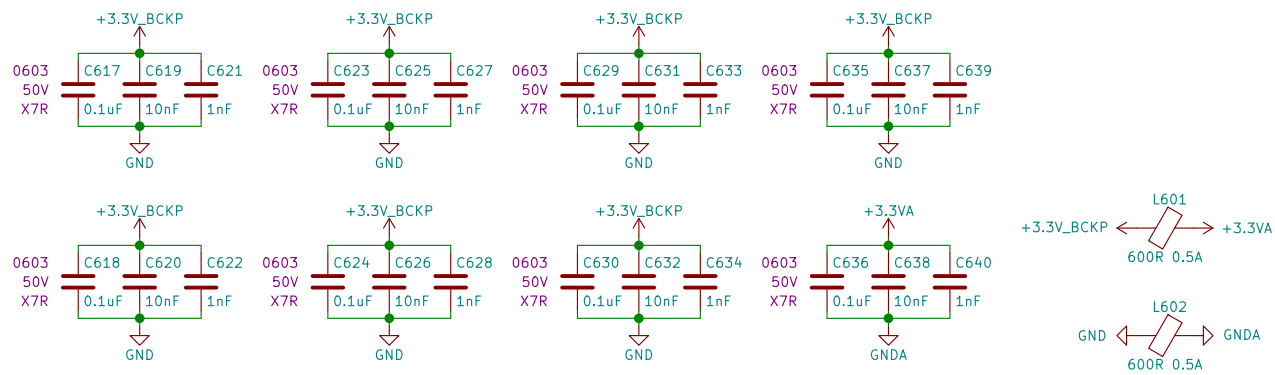 +3.3V_BCKP +3.3V_BCKP +3.3V_BCKP +3.3V_BCKP
0603 C617 C619 C621 0603 C623 C625 C627 0603 C629 C631 C633 0603 C635 C637 C639
50V 50V 50V 50V
X7R 0.1uF 10nF 1nF X7R 0.1uF 10nF 1nF X7R 0.1uF 10nF 1nF X7R 0.1uF 10nF 1nF
GND GND GND GND
+3.3V_BCKP +3.3V_BCKP +3.3V_BCKP +3.3VA
0603 C618 C620 C622 0603 C624 C626 C628 0603 C630 C632 C634 0603 C636 C638 C640
50V 50V 50V 50V
X7R 0.1uF 10nF 1nF X7R 0.1uF 10nF 1nF X7R 0.1uF 10nF 1nF X7R 0.1uF 10nF 1nF
GND GND GND GNDA
L601
+3.3V_BCKP +3.3VA
600R 0.5A
L602
GND GNDA
600R 0.5A